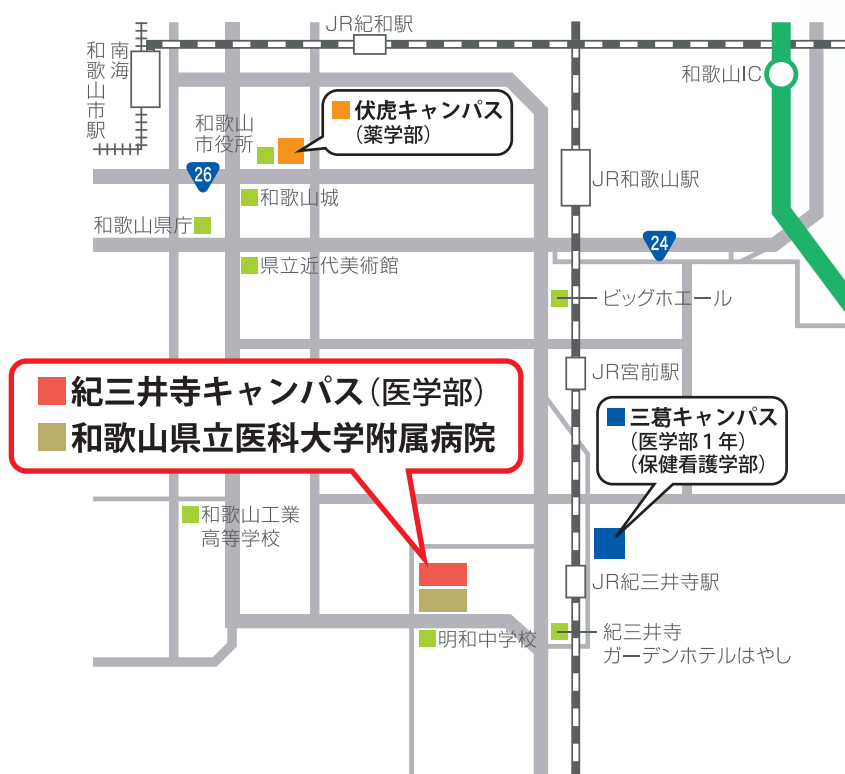 JR紀和駅
南海
和歌山市駅
和歌山IC
伏虎キャンパス
(薬学部)
和歌山
市役所
26
JR和歌山駅
和歌山城
和歌山県庁
24
県立近代美術館
ビッグホエール
JR宮前駅
紀三井寺キャンパス(医学部)
和歌山県立医科大学附属病院
三葛キャンパス
(医学部1年)
(保健看護学部)
和歌山工業
高等学校
JR紀三井寺駅
明和中学校
紀三井寺
ガーデンホテルはやし